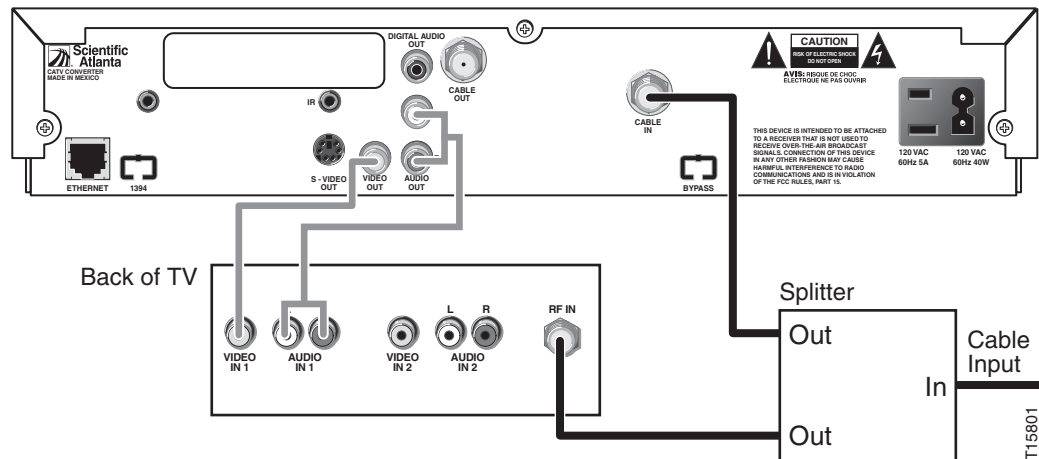 Scientific
Atlanta
CATV CONVERTER
MADE IN MEXICO
DIGITAL AUDIO
OUT
CABLE
OUT
IR
CABLE
IN
CAUTION
RISK OF ELECTRIC SHOCK
DO NOT OPEN
AVIS: RISQUE DE CHOC
ELECTRIQUE NE PAS OUVRIR
THIS DEVICE IS INTENDED TO BE ATTACHED
TO A RECEIVER THAT IS NOT USED TO
RECEIVE OVER-THE-AIR BROADCAST
SIGNALS. CONNECTION OF THIS DEVICE
IN ANY OTHER FASHION MAY CAUSE
HARMFUL INTERFERENCE TO RADIO
COMMUNICATIONS AND IS IN VIOLATION
OF THE FCC RULES, PART 15.
120 VAC
60Hz 5A
120 VAC
60Hz 40W
ETHERNET
1394
S - VIDEO
OUT
VIDEO
OUT
AUDIO
OUT
BYPASS
Back of TV
VIDEO
IN 1
AUDIO
IN 1
VIDEO
IN 2
L
R
AUDIO
IN 2
RF IN
Splitter
Out
Out
In
Cable
Input
T15801